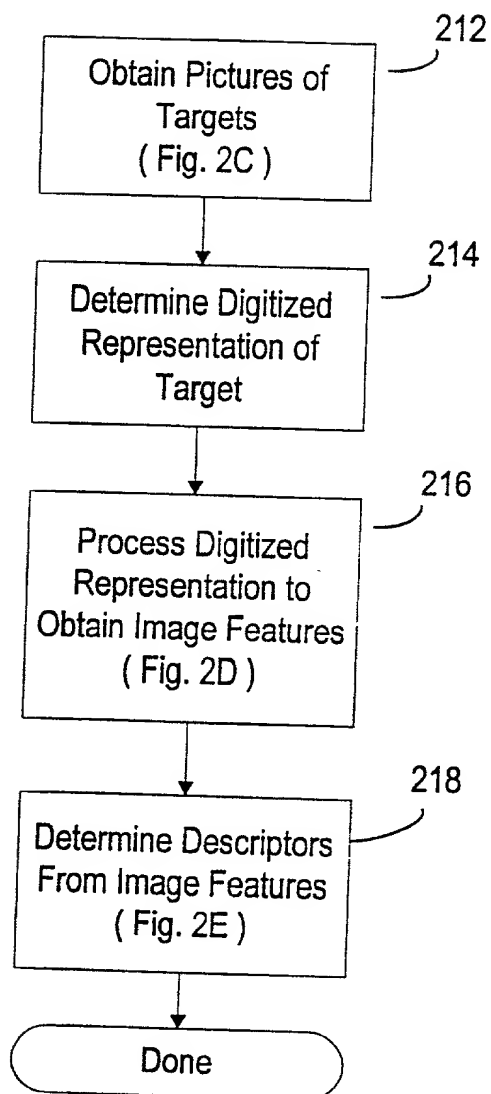 212
Obtain Pictures of
Targets
( Fig. 2C )
214
Determine Digitized
Representation of
Target
216
Process Digitized
Representation to
Obtain Image Features
( Fig. 2D )
218
Determine Descriptors
From Image Features
( Fig. 2E )
Done